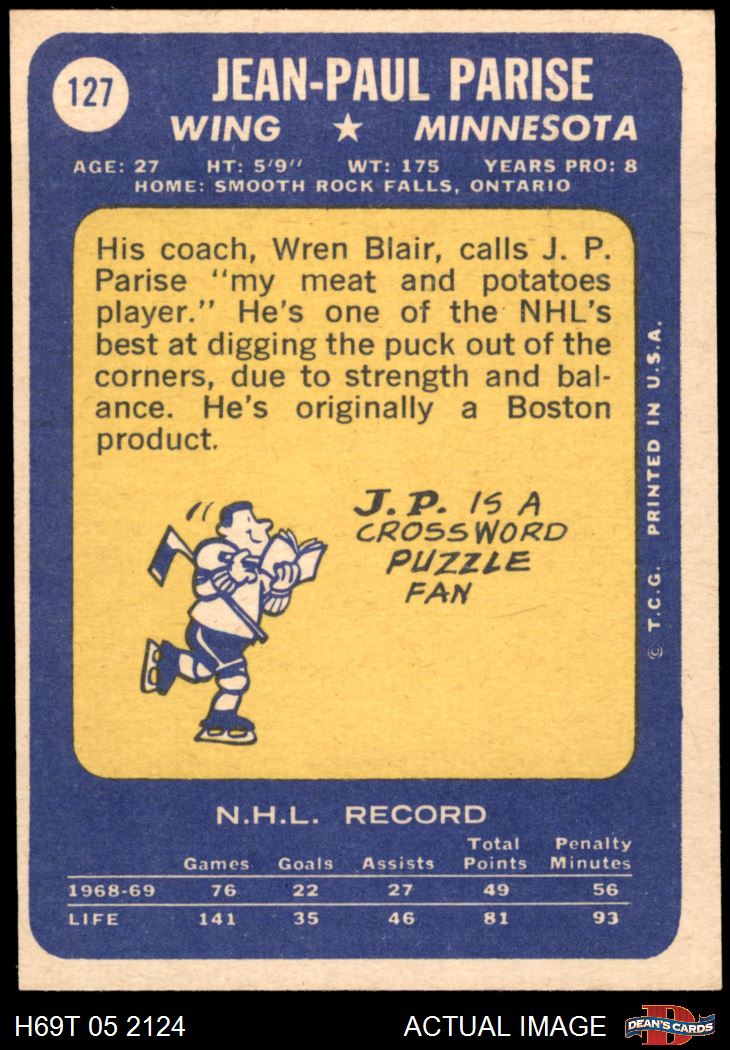 127
JEAN-PAUL PARISE
WING ★ MINNESOTA
AGE: 27 HT: 5'9" WT: 175 YEARS PRO: 8
HOME: SMOOTH ROCK FALLS, ONTARIO
His coach, Wren Blair, calls J. P.
Parise "my meat and potatoes
player." He's one of the NHL's
best at digging the puck out of the
corners, due to strength and bal-
ance. He's originally a Boston
product.
J.P. IS A
CROSSWORD
PUZZLE
FAN
© T.C.G. PRINTED IN U.S.A.
N.H.L. RECORD
Games Goals Assists Total Points Penalty Minutes
1968-69 76 22 27 49 56
LIFE 141 35 46 81 93
H69T 05 2124
ACTUAL IMAGE
D
DEAN'S CARDS